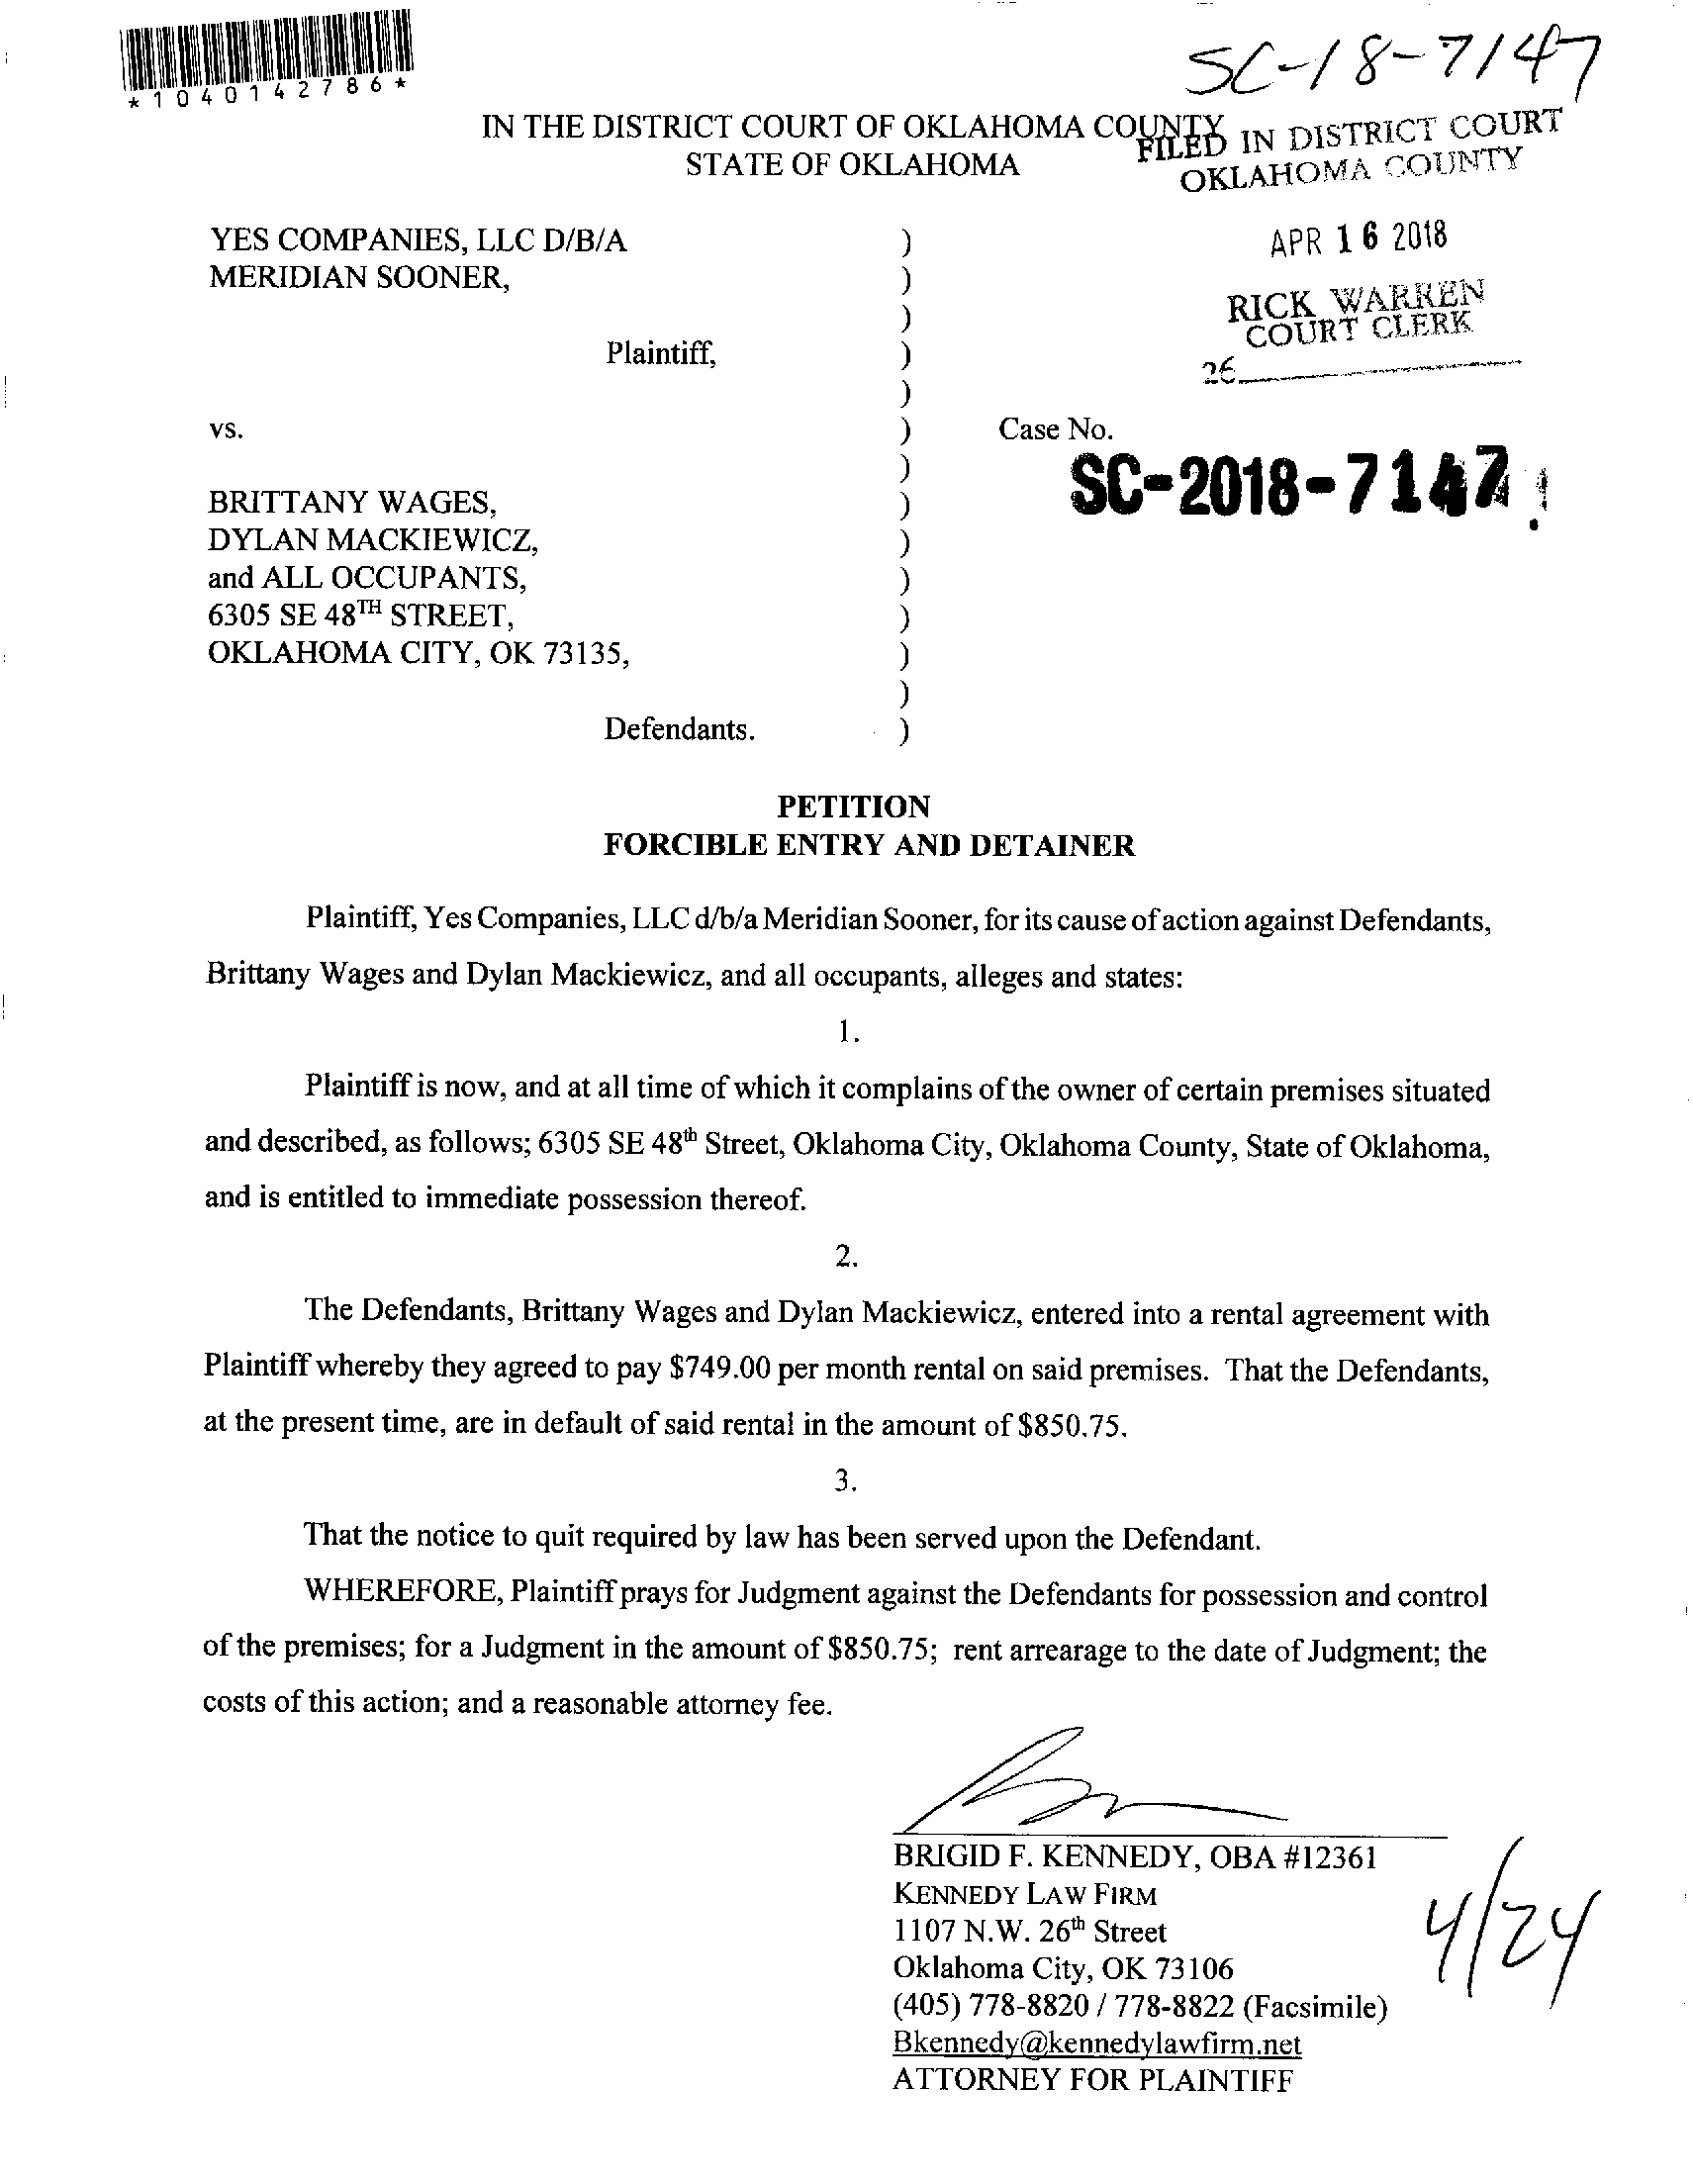 SC-18-7147
*1040142786*
IN THE DISTRICT COURT OF OKLAHOMA COUNTY
STATE OF OKLAHOMA
FILED IN DISTRICT COURT
OKLAHOMA COUNTY
APR 16 2018
RICK WARREN
COURT CLERK
26
YES COMPANIES, LLC D/B/A )
MERIDIAN SOONER, )
)
Plaintiff, )
)
vs. ) Case No.
) SC-2018-7147
BRITTANY WAGES, )
DYLAN MACKIEWICZ, )
and ALL OCCUPANTS, )
6305 SE 48TH STREET, )
OKLAHOMA CITY, OK 73135, )
)
Defendants. )
PETITION
FORCIBLE ENTRY AND DETAINER
Plaintiff, Yes Companies, LLC d/b/a Meridian Sooner, for its cause of action against Defendants,
Brittany Wages and Dylan Mackiewicz, and all occupants, alleges and states:
1.
Plaintiff is now, and at all time of which it complains of the owner of certain premises situated
and described, as follows; 6305 SE 48th Street, Oklahoma City, Oklahoma County, State of Oklahoma,
and is entitled to immediate possession thereof.
2.
The Defendants, Brittany Wages and Dylan Mackiewicz, entered into a rental agreement with
Plaintiff whereby they agreed to pay $749.00 per month rental on said premises. That the Defendants,
at the present time, are in default of said rental in the amount of $850.75.
3.
That the notice to quit required by law has been served upon the Defendant.
WHEREFORE, Plaintiff prays for Judgment against the Defendants for possession and control
of the premises; for a Judgment in the amount of $850.75; rent arrearage to the date of Judgment; the
costs of this action; and a reasonable attorney fee.
BRIGID F. KENNEDY, OBA #12361
KENNEDY LAW FIRM
1107 N.W. 26th Street
Oklahoma City, OK 73106
(405) 778-8820 / 778-8822 (Facsimile)
Bkennedy@kennedylawfirm.net
ATTORNEY FOR PLAINTIFF
4/24